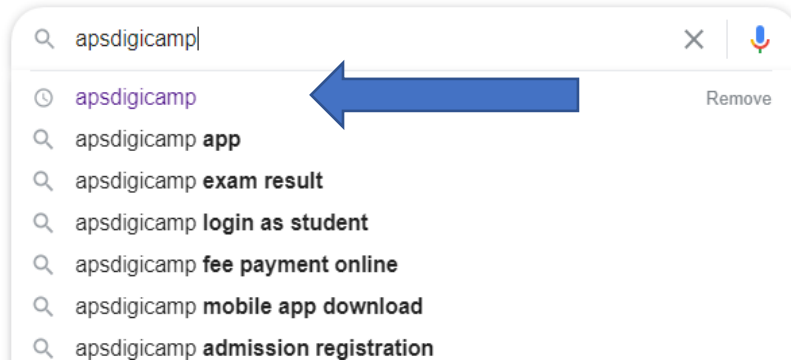 apsdigicamp
apsdigicamp Remove
apsdigicamp app
apsdigicamp exam result
apsdigicamp login as student
apsdigicamp fee payment online
apsdigicamp mobile app download
apsdigicamp admission registration